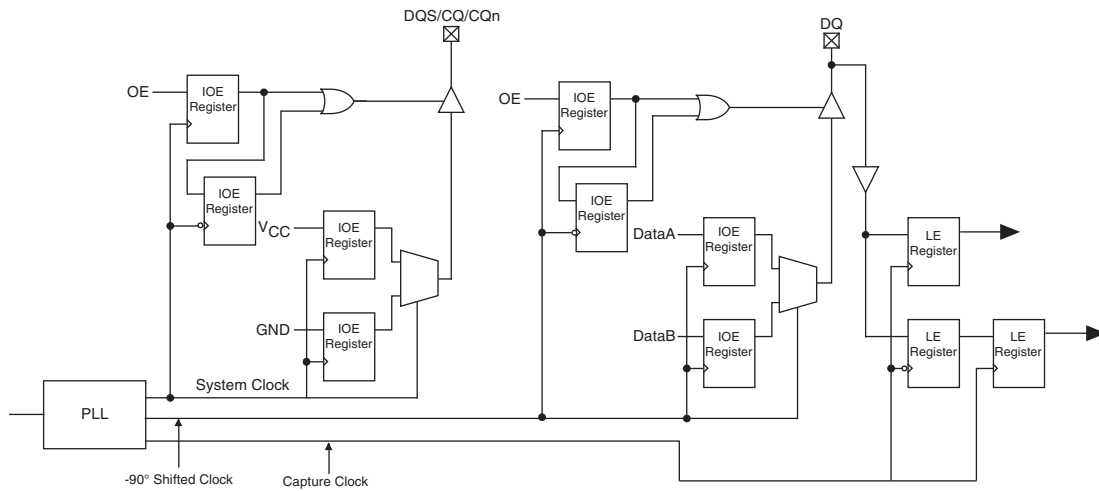 DQS/CQ/CQn
DQ
OE
IOE
Register
OE
IOE
Register
IOE
Register
IOE
Register
VCC
IOE
Register
DataA
IOE
Register
LE
Register
GND
IOE
Register
DataB
IOE
Register
LE
Register
LE
Register
System Clock
PLL
-90° Shifted Clock
Capture Clock